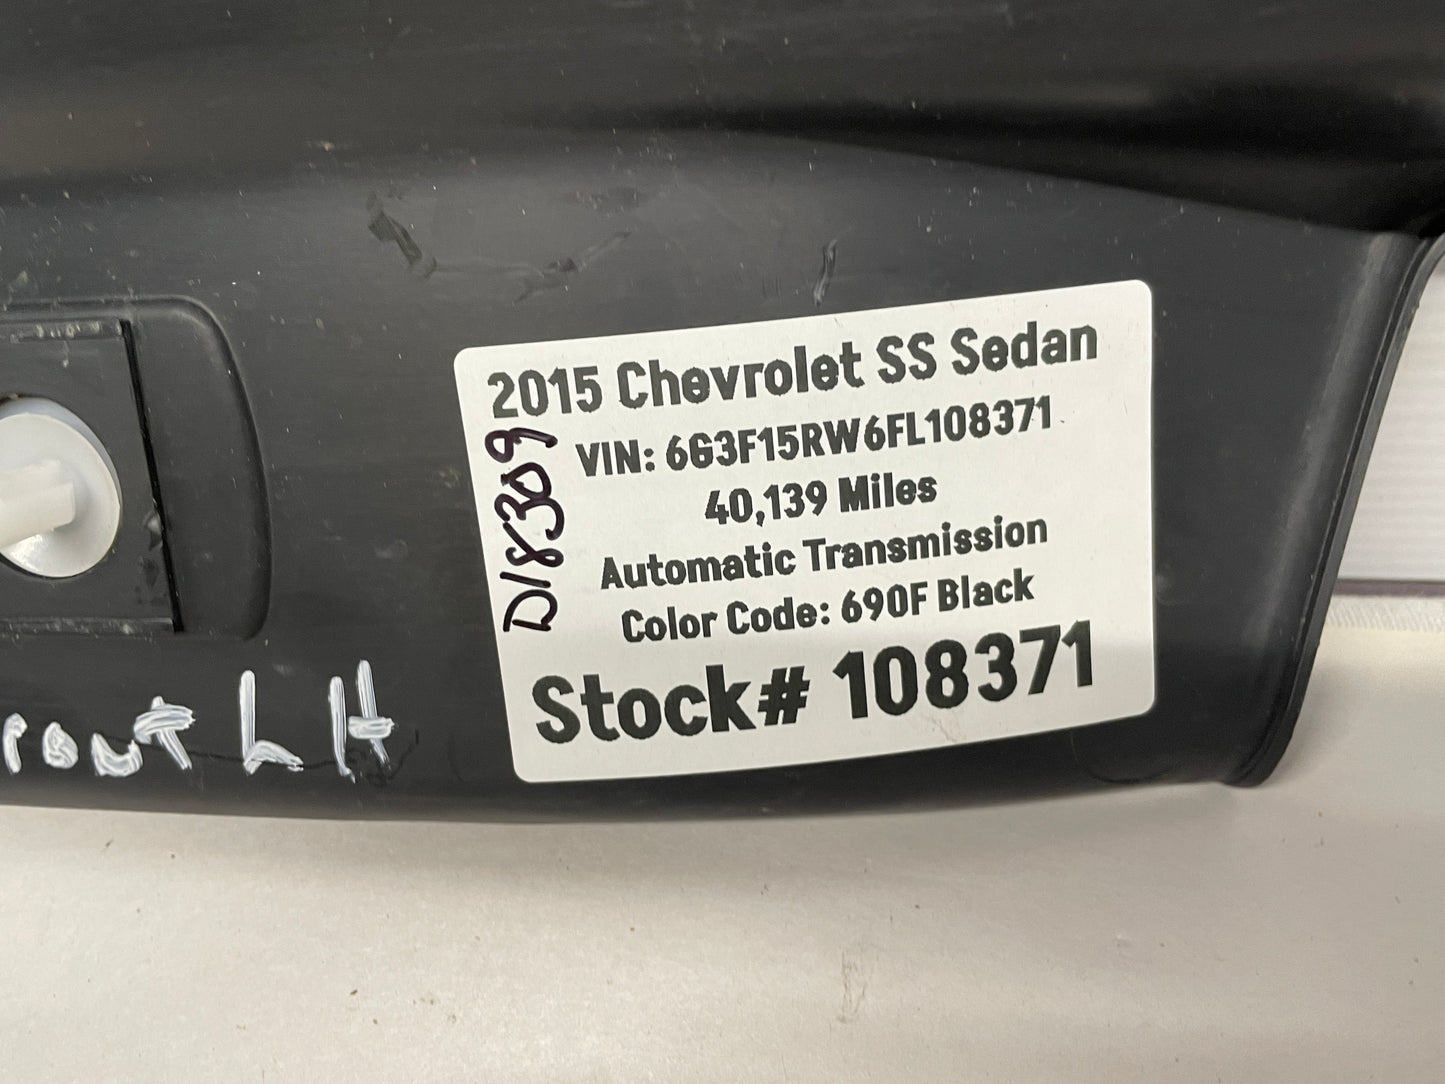 2015 Chevrolet SS Sedan
VIN: 6G3F15RW6FL108371
40,139 Miles
Automatic Transmission
Color Code: 690F Black
Stock# 108371
D18309
ront LH